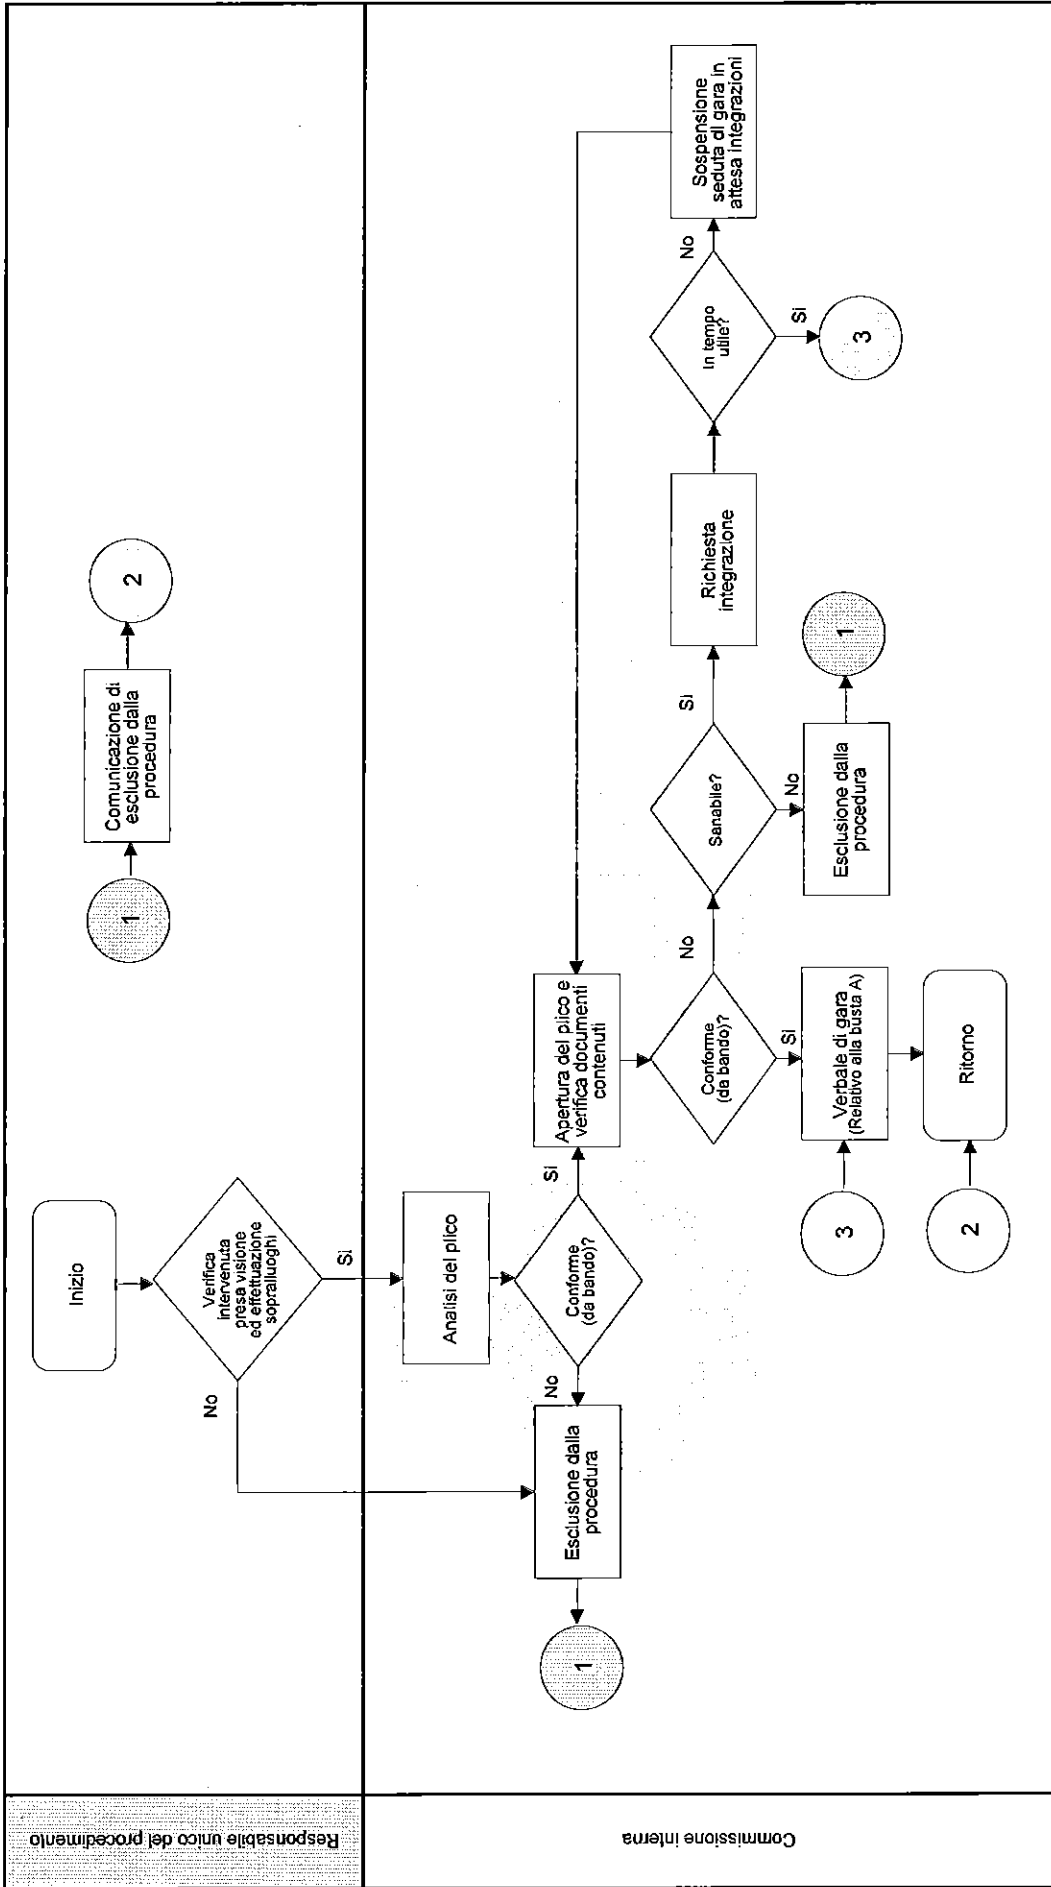 Responsabile unico del procedimento
Inizio
Verifica
intervenuta
presa visione
ed effettuazione
sopralluoghi
No
Si
1
Comunicazione di
esclusione dalla
procedura
2
Commissione interna
Analisi del plico
Conforme
(da bando)?
No
Si
Esclusione dalla
procedura
1
Apertura del plico e
verifica documenti
contenuti
Conforme
(da bando)?
No
Si
Sanabile?
Si
No
Esclusione dalla
procedura
1
Richiesta
integrazione
In tempo
utile?
No
Si
3
Sospensione
seduta di gara in
attesa integrazioni
3
Verbale di gara
(Relativo alla busta A)
2
Ritorno